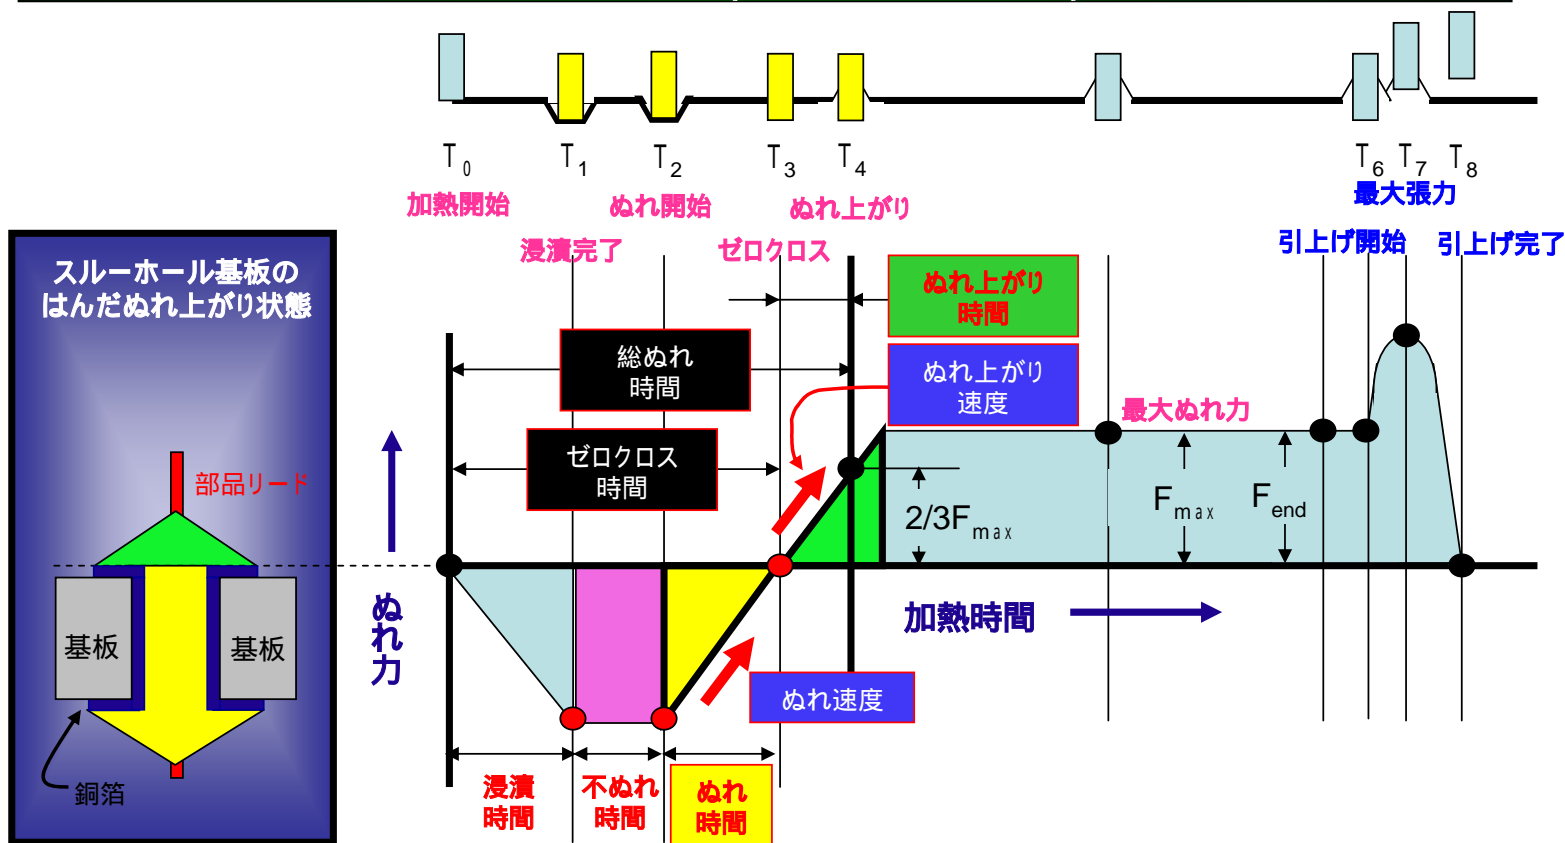 T0 T1 T2 T3 T4 T6 T7 T8
加熱開始 ぬれ開始 ぬれ上がり 最大張力
浸漬完了 ゼロクロス 引上げ開始 引上げ完了
スルーホール基板の
はんだぬれ上がり状態
部品リード
基板 基板
銅箔
ぬれ上がり
時間
総ぬれ
時間
ぬれ上がり
速度
ゼロクロス
時間
最大ぬれ力
2/3Fmax
Fmax
Fend
ぬれ力
加熱時間
ぬれ速度
浸漬
時間
不ぬれ
時間
ぬれ
時間